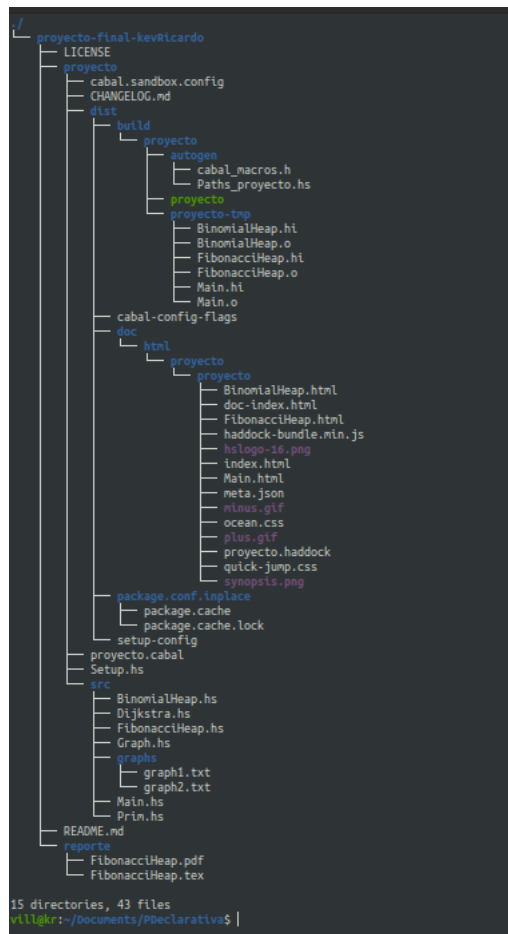 ./
└── proyecto-final-kevRicardo
    ├── LICENSE
    ├── proyecto
    │   ├── cabal.sandbox.config
    │   ├── CHANGELOG.md
    │   ├── dist
    │   │   ├── build
    │   │   │   └── proyecto
    │   │   │       ├── autogen
    │   │   │       │   ├── cabal_macros.h
    │   │   │       │   └── Paths_proyecto.hs
    │   │   │       ├── proyecto
    │   │   │       └── proyecto-tmp
    │   │   │           ├── BinomialHeap.hi
    │   │   │           ├── BinomialHeap.o
    │   │   │           ├── FibonacciHeap.hi
    │   │   │           ├── FibonacciHeap.o
    │   │   │           ├── Main.hi
    │   │   │           └── Main.o
    │   │   ├── cabal-config-flags
    │   │   ├── doc
    │   │   │   └── html
    │   │   │       └── proyecto
    │   │   │           └── proyecto
    │   │   │               ├── BinomialHeap.html
    │   │   │               ├── doc-index.html
    │   │   │               ├── FibonacciHeap.html
    │   │   │               ├── haddock-bundle.min.js
    │   │   │               ├── hslogo-16.png
    │   │   │               ├── index.html
    │   │   │               ├── Main.html
    │   │   │               ├── meta.json
    │   │   │               ├── minus.gif
    │   │   │               ├── ocean.css
    │   │   │               ├── plus.gif
    │   │   │               ├── proyecto.haddock
    │   │   │               ├── quick-jump.css
    │   │   │               └── synopsis.png
    │   │   ├── package.conf.inplace
    │   │   │   ├── package.cache
    │   │   │   └── package.cache.lock
    │   │   └── setup-config
    │   ├── proyecto.cabal
    │   ├── Setup.hs
    │   └── src
    │       ├── BinomialHeap.hs
    │       ├── Dijkstra.hs
    │       ├── FibonacciHeap.hs
    │       ├── Graph.hs
    │       ├── graphs
    │       │   ├── graph1.txt
    │       │   └── graph2.txt
    │       ├── Main.hs
    │       └── Prim.hs
    ├── README.md
    └── reporte
        ├── FibonacciHeap.pdf
        └── FibonacciHeap.tex
15 directories, 43 files
vill@kr:~/Documents/PDeclarativa$